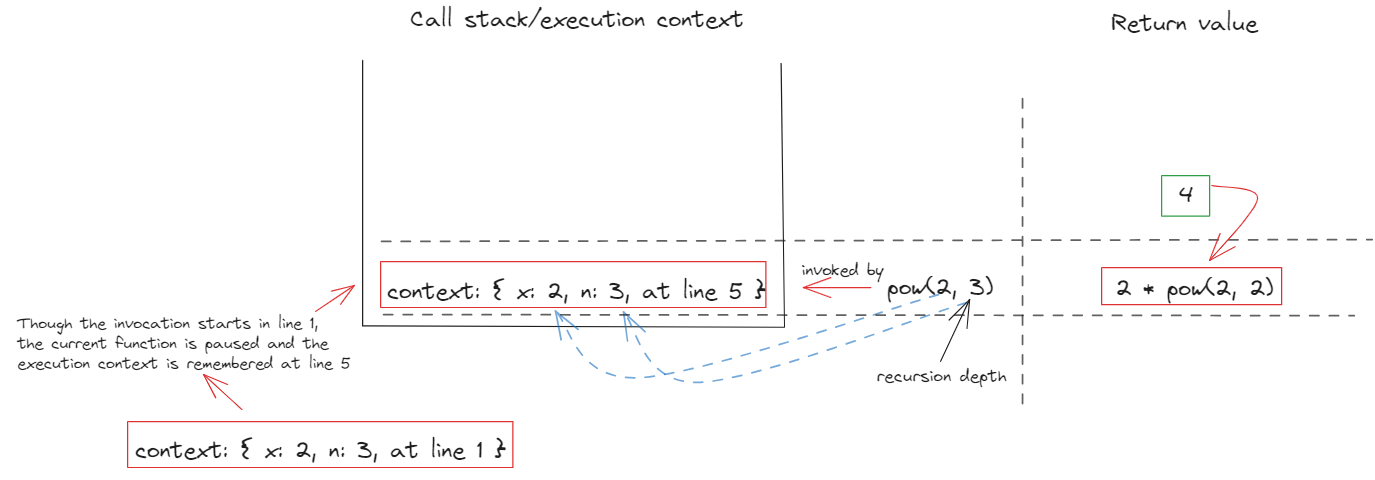 Call stack/execution context
Return value
4
invoked by
context: { x: 2, n: 3, at line 5 }
pow(2, 3)
2 * pow(2, 2)
Though the invocation starts in line 1,
the current function is paused and the
execution context is remembered at line 5
recursion depth
context: { x: 2, n: 3, at line 1 }